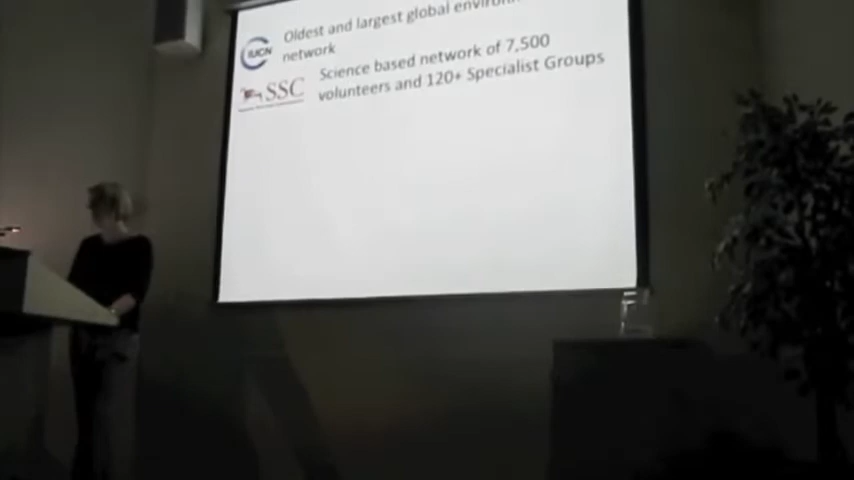 Oldest and largest global
IUCN
network
SSC
Science based network of 7,500
volunteers and 120+ Specialist Groups